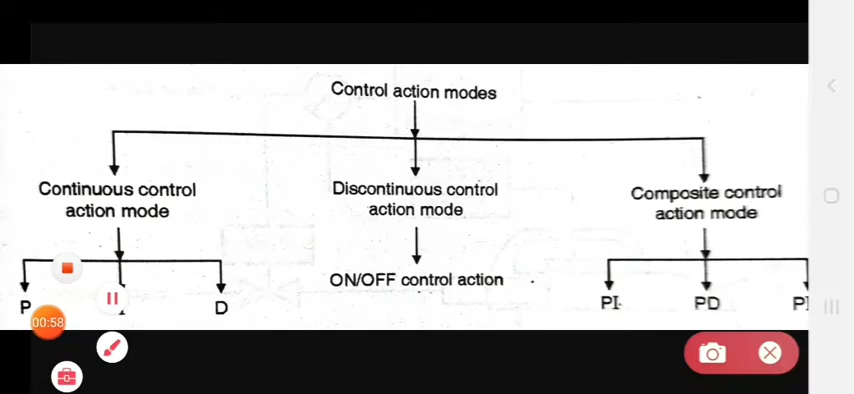 Control action modes
Continuous control
action mode
Discontinuous control
action mode
Composite control
action mode
ON/OFF control action
P
D
PI
PD
00:58